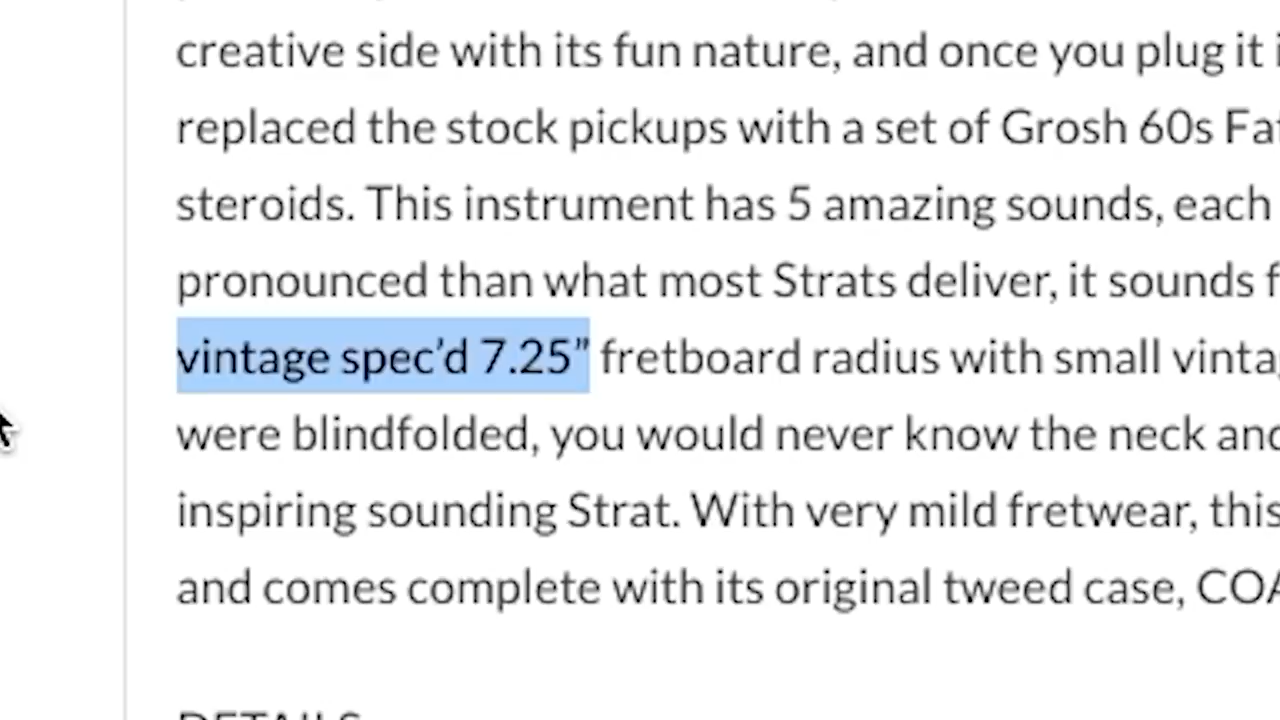 creative side with its fun nature, and once you plug it
replaced the stock pickups with a set of Grosh 60s
steroids. This instrument has 5 amazing sounds, each
pronounced than what most Strats deliver, it sounds
vintage spec’d 7.25” fretboard radius with small
were blindfolded, you would never know the neck
inspiring sounding Strat. With very mild fretwear, this
and comes complete with its original tweed case,
DETAILS